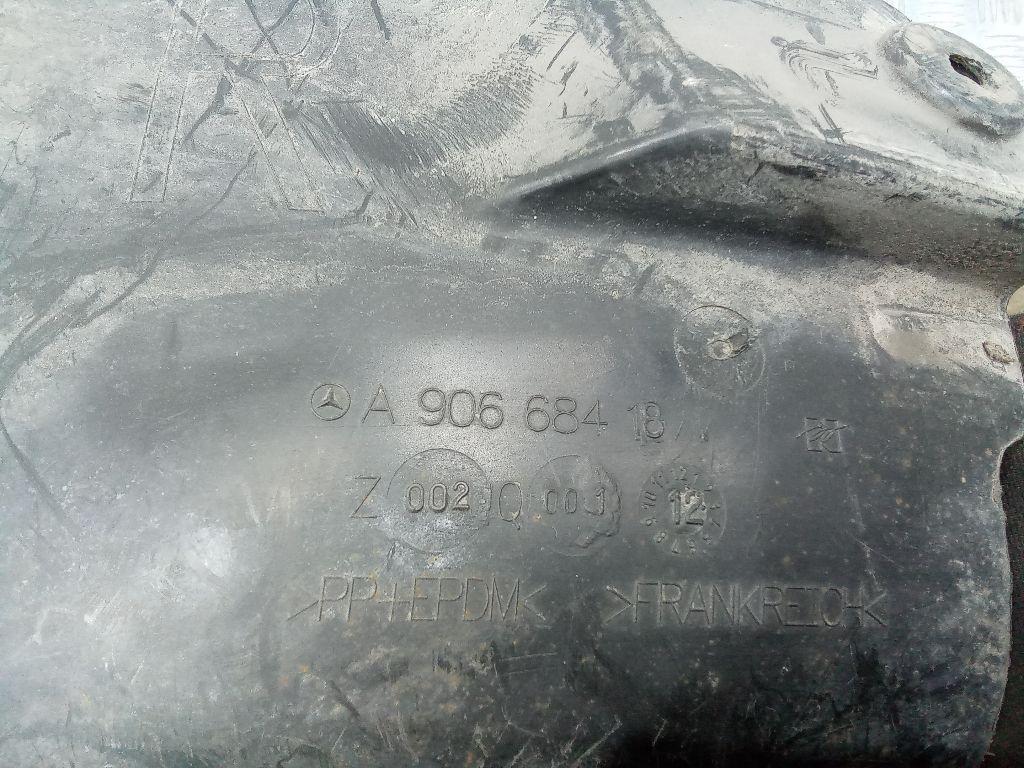 R
A 906 684 18
Z 002 Q 001 12
>PP+EPDM< >FRANKREICH<